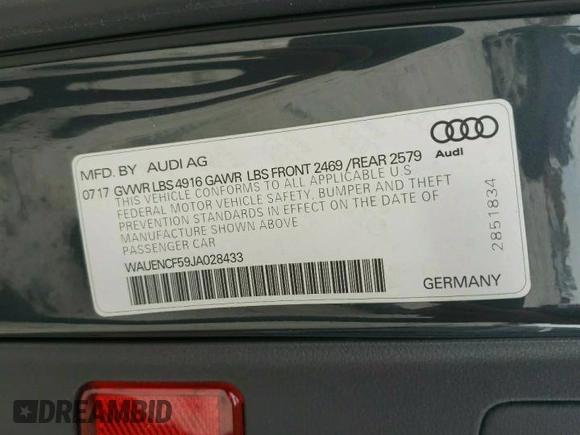 MFD. BY AUDI AG
Audi
07 17 GVWR LBS 4916 GAWR LBS FRONT 2469 /REAR 2579
THIS VEHICLE CONFORMS TO ALL APPLICABLE U S
FEDERAL MOTOR VEHICLE SAFETY, BUMPER AND THEFT
PREVENTION STANDARDS IN EFFECT ON THE DATE OF
MANUFACTURE SHOWN ABOVE
PASSENGER CAR
WAUENCF59JA028433
2851834
GERMANY
DREAMBID